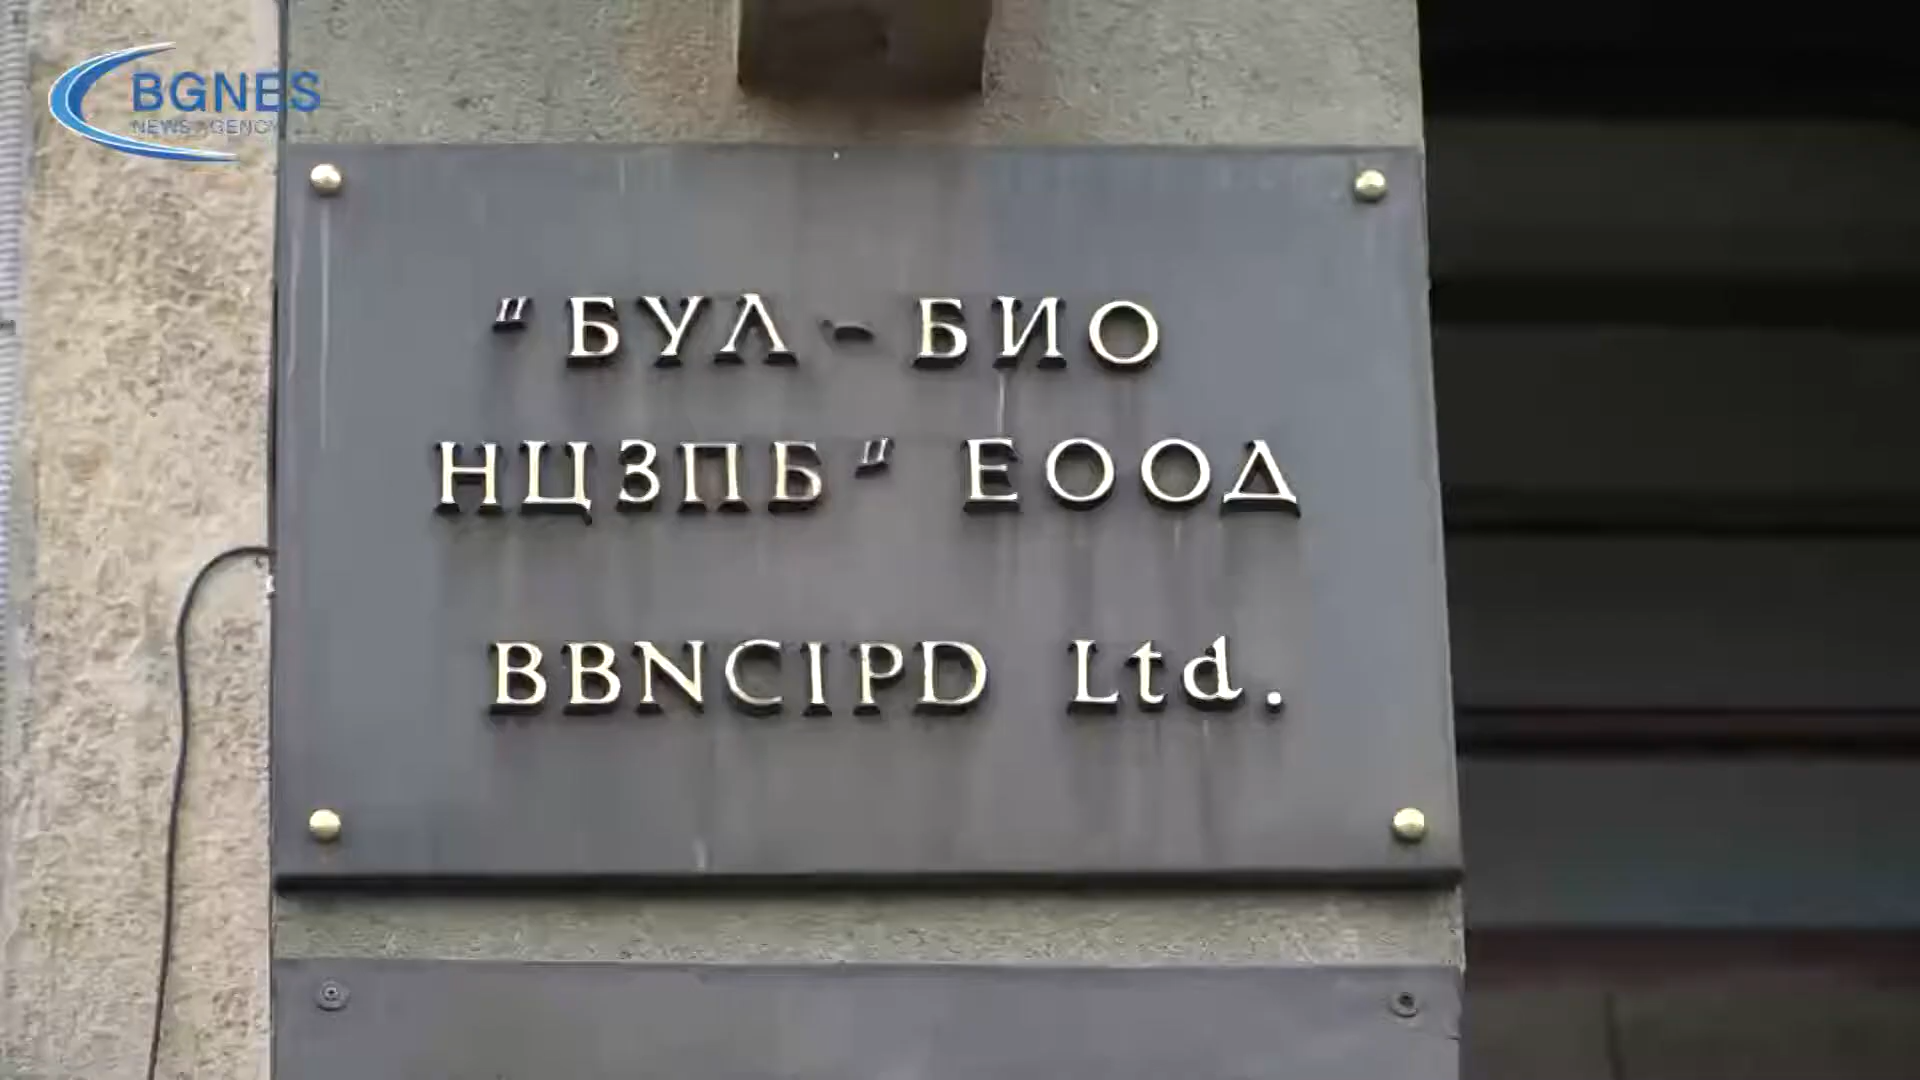 BGNES
NEWS AGENCY
"БУЛ - БИО
НЦЗПБ" ЕООД
BBNCIPD Ltd.